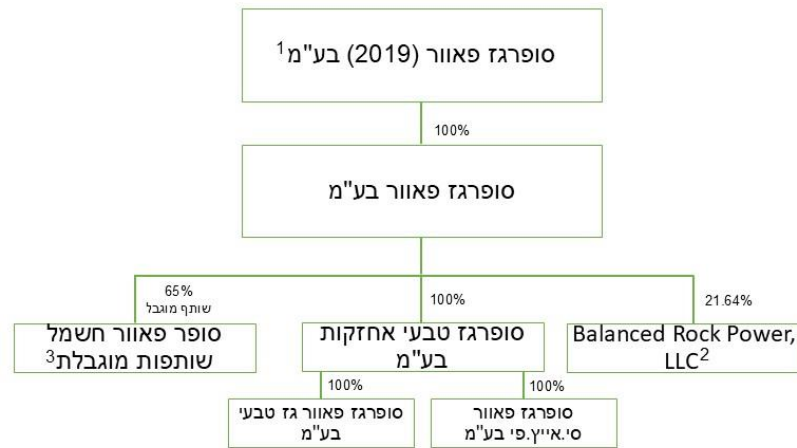 סופרגז פאוור (2019) בע"מ1
100%
סופרגז פאוור בע"מ
65%
שותף מוגבל
100%
21.64%
סופר פאוור חשמל
שותפות מוגבלת3
סופרגז טבעי אחזקות
בע"מ
Balanced Rock Power,
LLC2
100%
100%
סופרגז פאוור גז טבעי
בע"מ
סופרגז פאוור
סי.אייץ.פי בע"מ